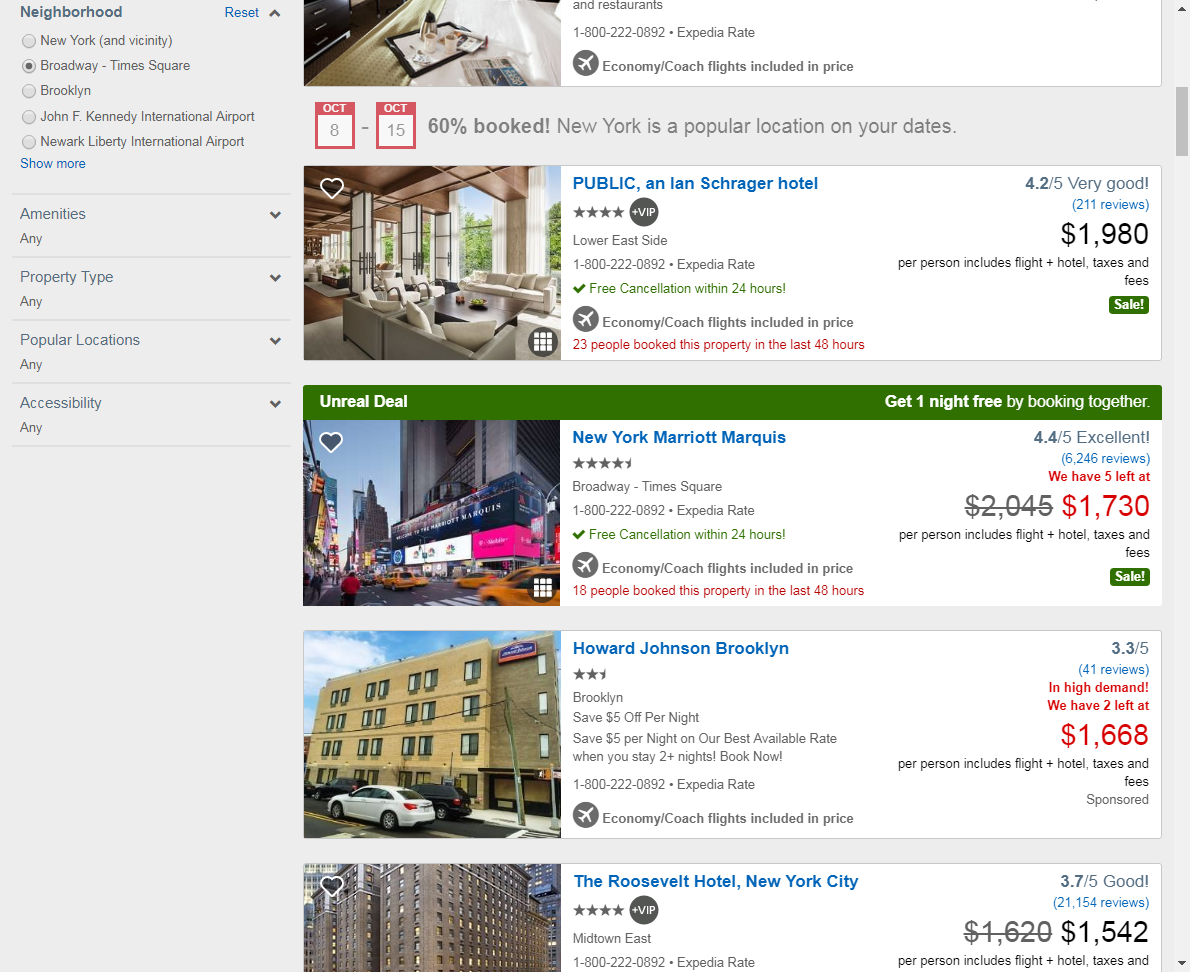 Neighborhood
Reset
New York (and vicinity)
Broadway - Times Square
Brooklyn
John F. Kennedy International Airport
Newark Liberty International Airport
Show more
Amenities
Any
Property Type
Any
Popular Locations
Any
Accessibility
Any
and restaurants
1-800-222-0892 • Expedia Rate
Economy/Coach flights included in price
OCT
8
-
OCT
15
60% booked! New York is a popular location on your dates.
PUBLIC, an Ian Schrager hotel
+VIP
Lower East Side
1-800-222-0892 • Expedia Rate
Free Cancellation within 24 hours!
Economy/Coach flights included in price
23 people booked this property in the last 48 hours
4.2/5 Very good!
(211 reviews)
$1,980
per person includes flight + hotel, taxes and
fees
Sale!
Unreal Deal
Get 1 night free by booking together.
WELCOME TO THE MARRIOTT MARQUIS
T-Mobile
New York Marriott Marquis
Broadway - Times Square
1-800-222-0892 • Expedia Rate
Free Cancellation within 24 hours!
Economy/Coach flights included in price
18 people booked this property in the last 48 hours
4.4/5 Excellent!
(6,246 reviews)
We have 5 left at
$2,045 $1,730
per person includes flight + hotel, taxes and
fees
Sale!
Howard Johnson Brooklyn
Brooklyn
Save $5 Off Per Night
Save $5 per Night on Our Best Available Rate
when you stay 2+ nights! Book Now!
1-800-222-0892 • Expedia Rate
Economy/Coach flights included in price
3.3/5
(41 reviews)
In high demand!
We have 2 left at
$1,668
per person includes flight + hotel, taxes and
fees
Sponsored
The Roosevelt Hotel, New York City
+VIP
Midtown East
1-800-222-0892 • Expedia Rate
3.7/5 Good!
(21,154 reviews)
$1,620 $1,542
per person includes flight + hotel, taxes and